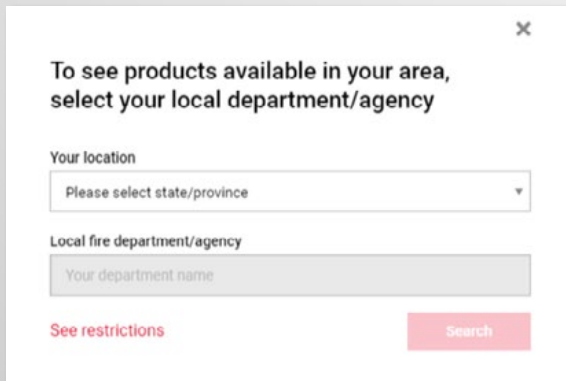 To see products available in your area,
select your local department/agency
Your location
Please select state/province
Local fire department/agency
Your department name
See restrictions
Search